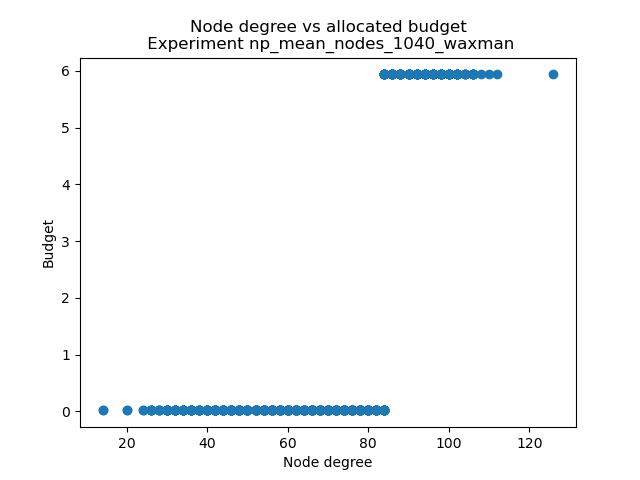 Node degree vs allocated budget
Experiment np_mean_nodes_1040_waxman
6
5
4
3
2
1
0
Budget
20 40 60 80 100 120
Node degree